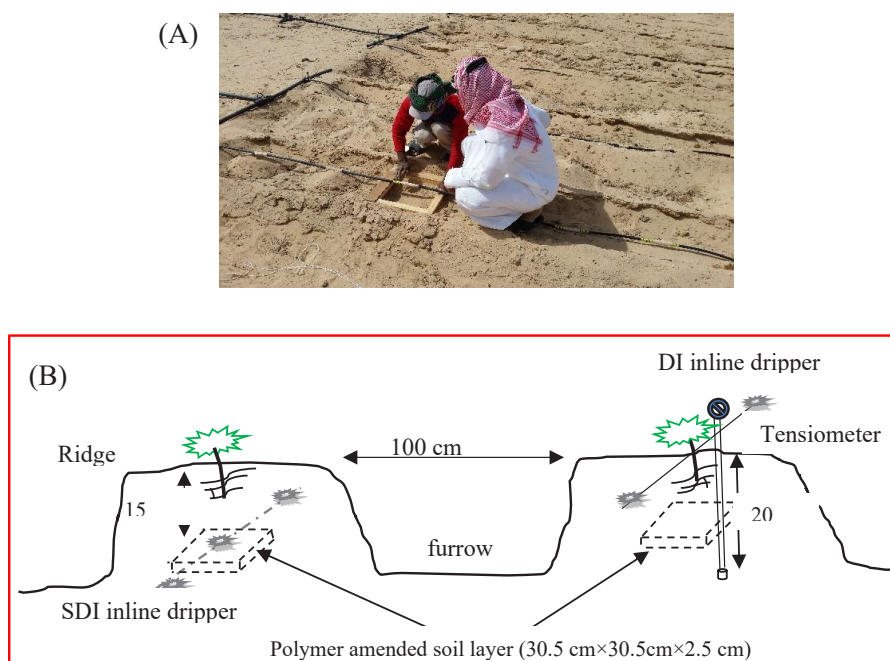 (A)
(B)
DI inline dripper
Ridge
100 cm
Tensiometer
15
20
furrow
SDI inline dripper
Polymer amended soil layer (30.5 cm×30.5cm×2.5 cm)